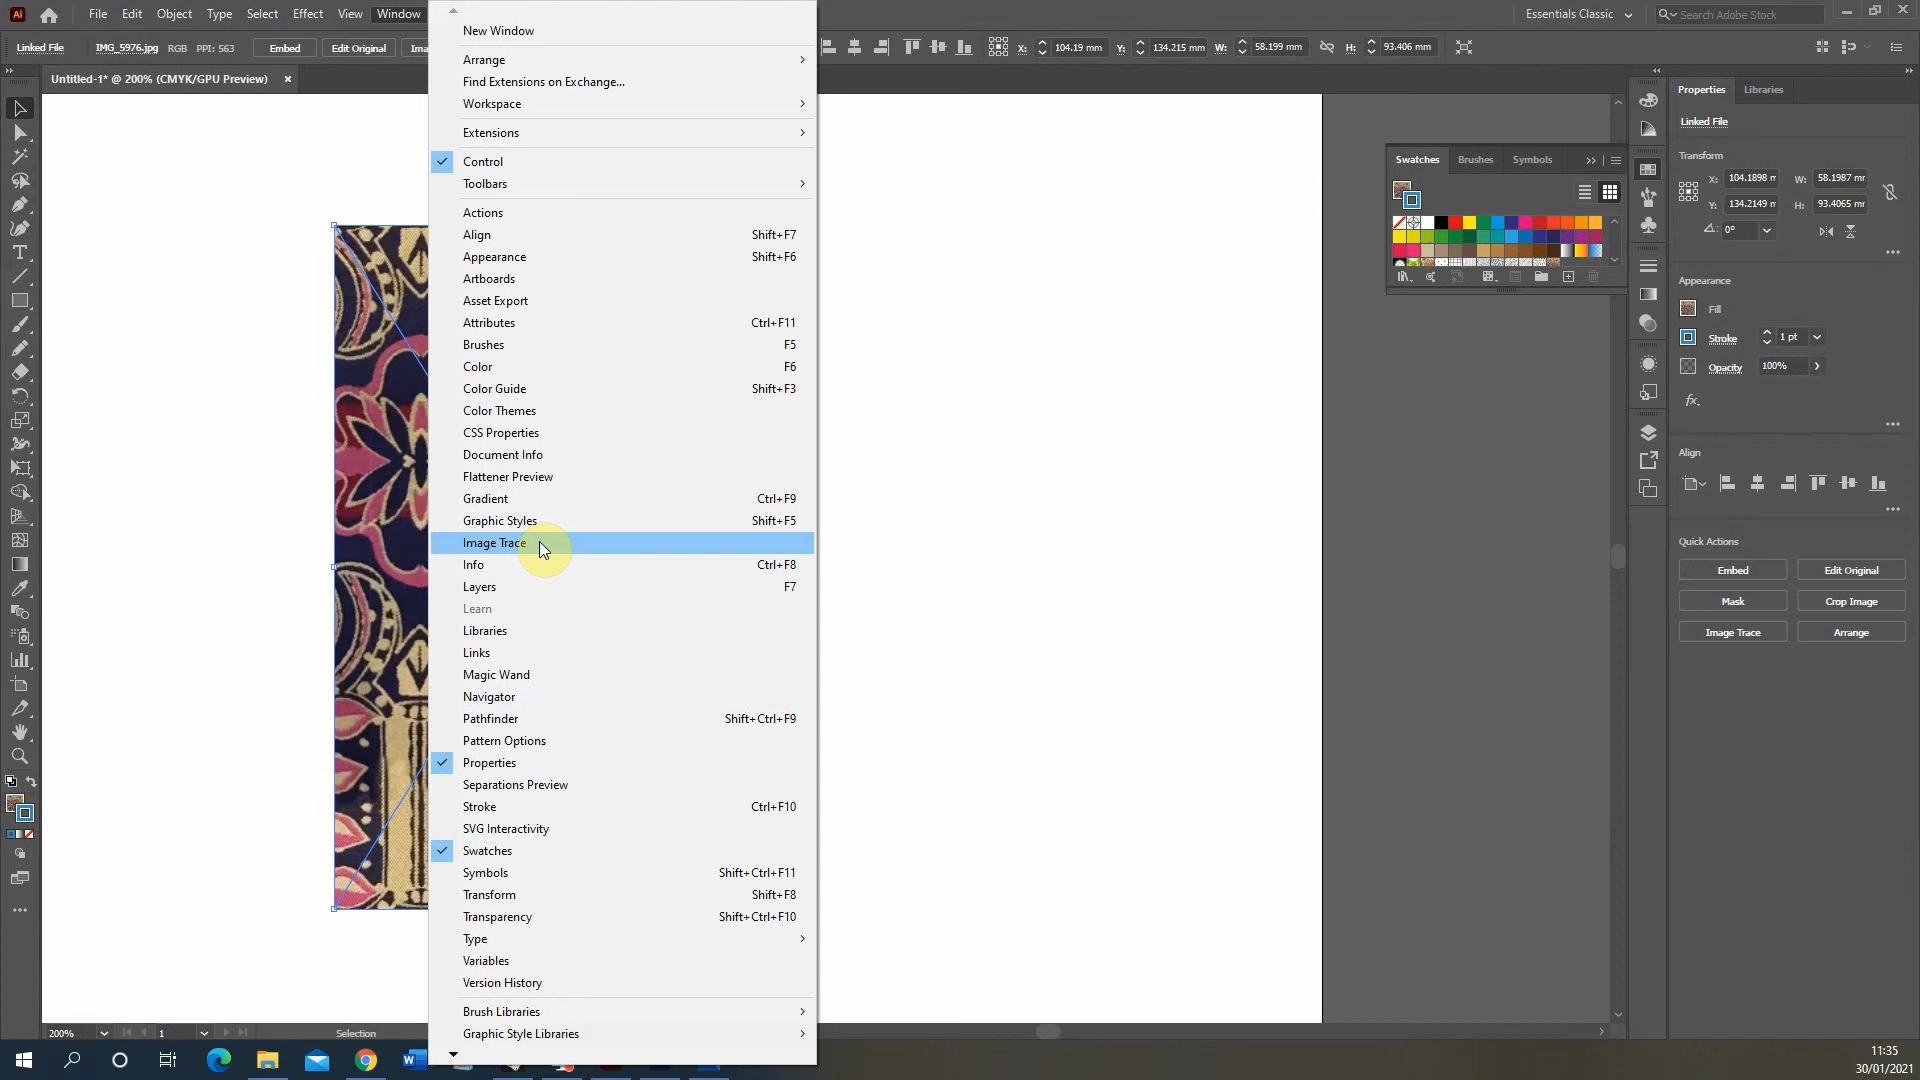 Ai File Edit Object Type Select Effect View Window Essentials Classic Search Adobe Stock
Linked File IMG_5976.jpg RGB PPI: 563 Embed Edit Original X: 104.19 mm Y: 134.215 mm W: 58.199 mm H: 93.406 mm
Untitled-1* @ 200% (CMYK/GPU Preview)
New Window
Arrange
Find Extensions on Exchange...
Workspace
Extensions
Control
Toolbars
Actions
Align Shift+F7
Appearance Shift+F6
Artboards
Asset Export
Attributes Ctrl+F11
Brushes F5
Color F6
Color Guide Shift+F3
Color Themes
CSS Properties
Document Info
Flattener Preview
Gradient Ctrl+F9
Graphic Styles Shift+F5
Image Trace
Info Ctrl+F8
Layers F7
Learn
Libraries
Links
Magic Wand
Navigator
Pathfinder Shift+Ctrl+F9
Pattern Options
Properties
Separations Preview
Stroke Ctrl+F10
SVG Interactivity
Swatches
Symbols Shift+Ctrl+F11
Transform Shift+F8
Transparency Shift+Ctrl+F10
Type
Variables
Version History
Brush Libraries
Graphic Style Libraries
Swatches Brushes Symbols
Properties Libraries
Linked File
Transform
X: 104.1898 m W: 58.1987 m
Y: 134.2149 m H: 93.4065 m
0°
Appearance
Fill
Stroke 1 pt
Opacity 100%
fx.
Align
Quick Actions
Embed Edit Original
Mask Crop Image
Image Trace Arrange
200% 1 Selection
11:35
30/01/2021